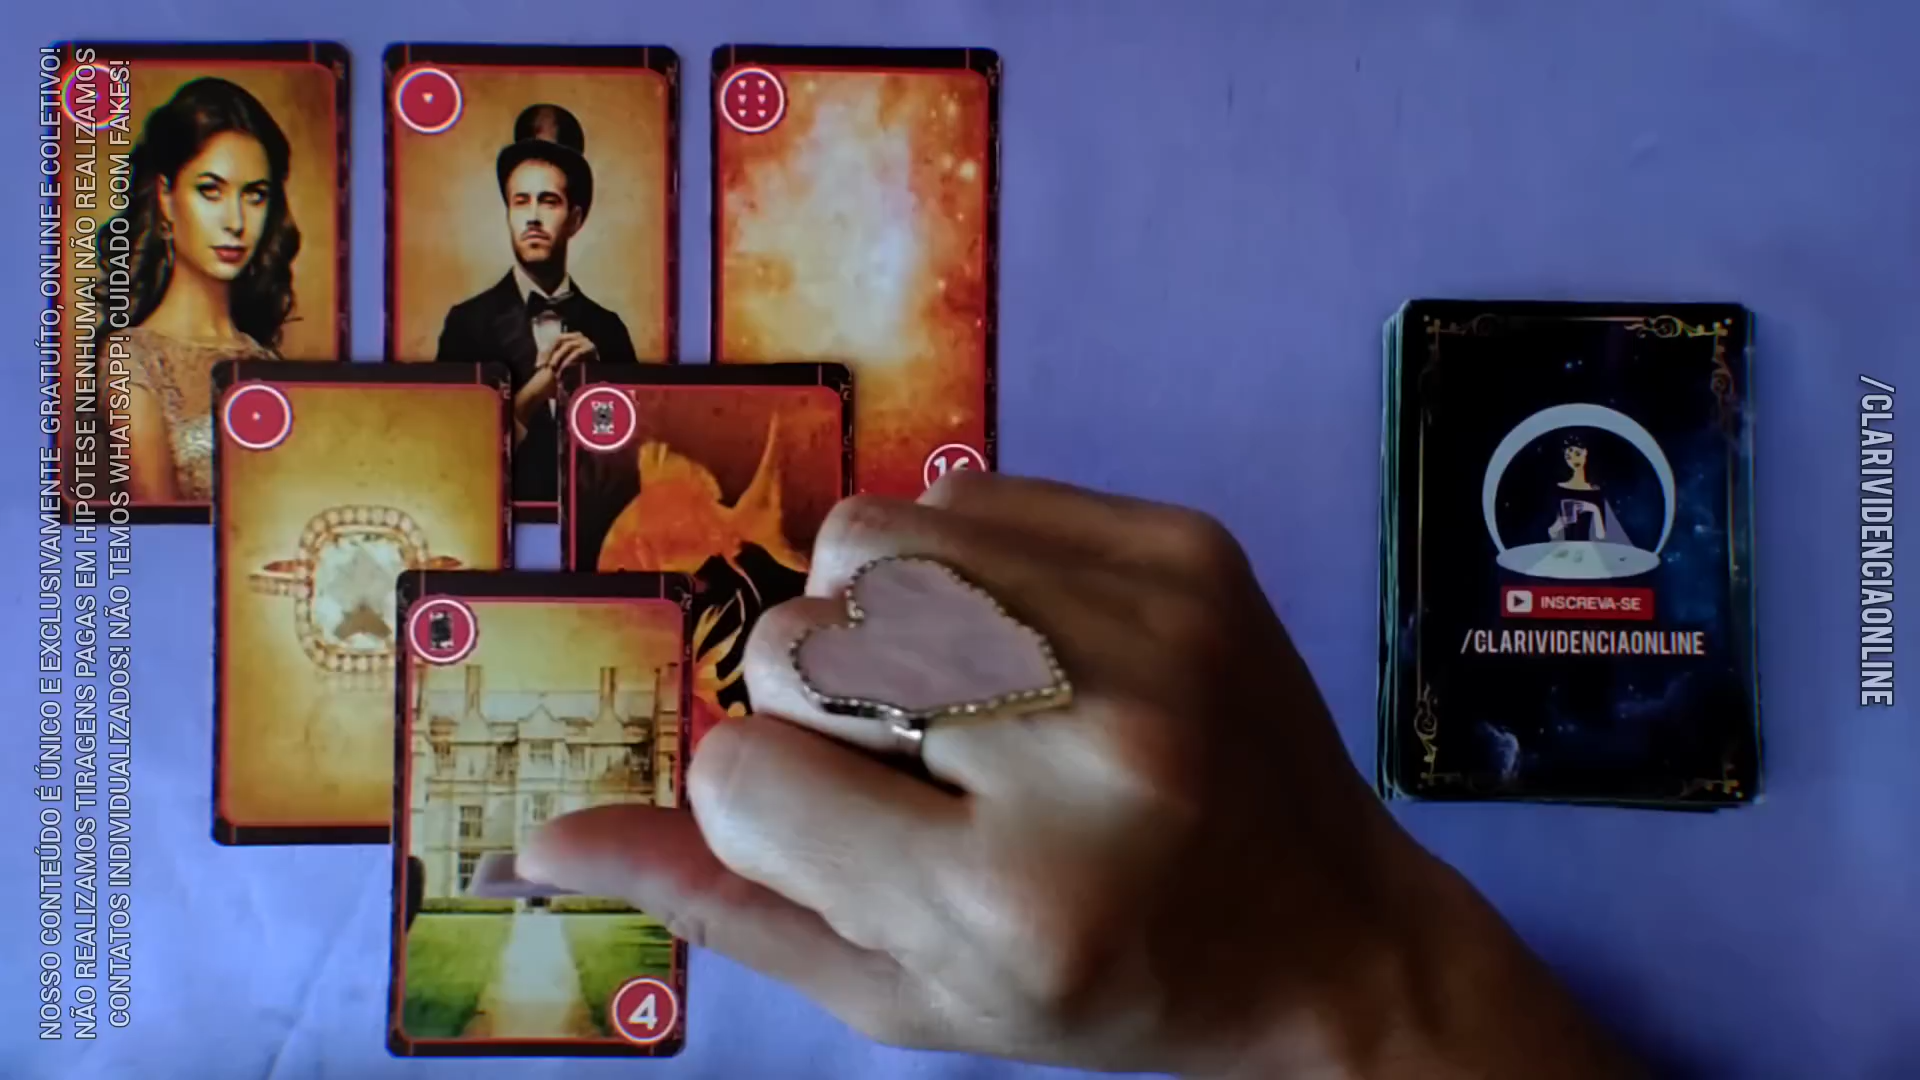 NOSSO CONTEÚDO É ÚNICO E EXCLUSIVAMENTE GRATUÍTO, ONLINE E COLETIVO!
NÃO REALIZAMOS TIRAGENS PAGAS EM HIPÓTESE NENHUMA! NÃO REALIZAMOS
CONTATOS INDIVIDUALIZADOS! NÃO TEMOS WHATSAPP! CUIDADO COM FAKES!
16
4
INSCREVA-SE
/CLARIVIDENCIAONLINE
/CLARIVIDENCIAONLINE